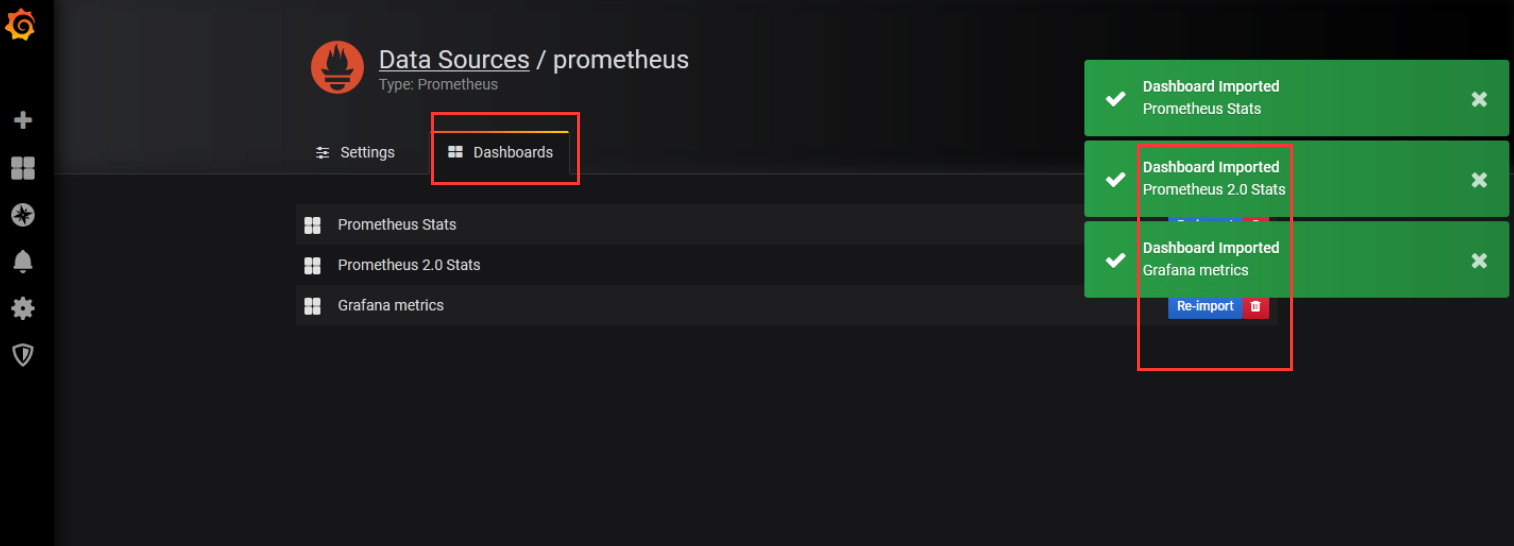 Data Sources / prometheus
Type: Prometheus
Settings
Dashboards
Dashboard Imported
Prometheus Stats
Dashboard Imported
Prometheus 2.0 Stats
Dashboard Imported
Grafana metrics
Prometheus Stats
Prometheus 2.0 Stats
Grafana metrics
Re-import